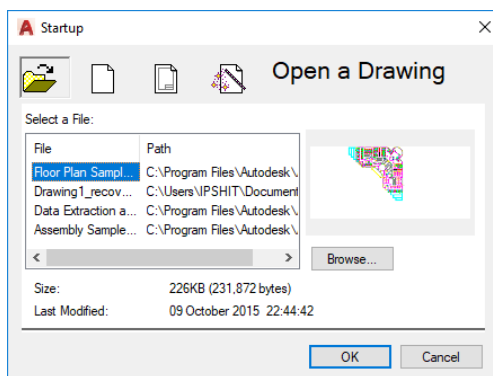 Startup
Open a Drawing
Select a File:
File Path
Floor Plan Sampl... C:\Program Files\Autodesk\
Drawing1_recov... C:\Users\IPSHIT\Document
Data Extraction a... C:\Program Files\Autodesk\
Assembly Sample... C:\Program Files\Autodesk\
Browse...
Size: 226KB (231,872 bytes)
Last Modified: 09 October 2015 22:44:42
OK Cancel